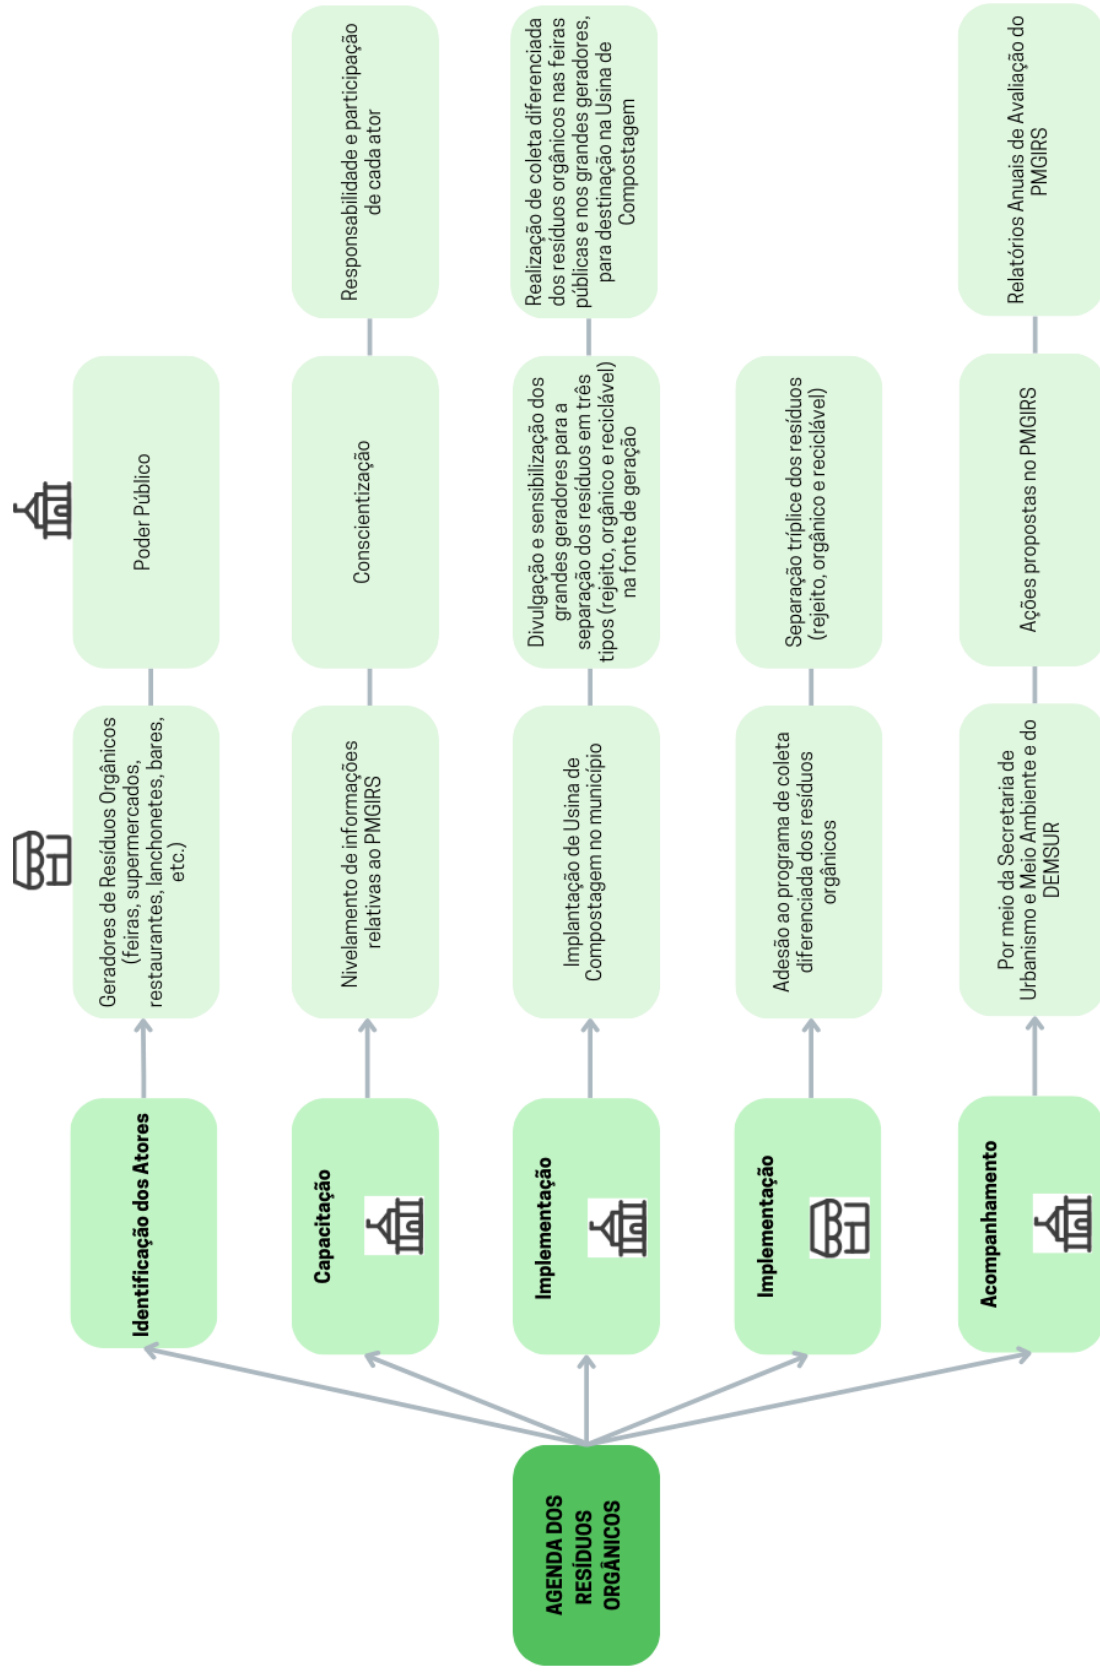 AGENDA DOS
RESÍDUOS
ORGÂNICOS
Identificação dos Atores
Geradores de Resíduos Orgânicos
(feiras, supermercados,
restaurantes, lanchonetes, bares,
etc.)
Poder Público
Capacitação
Nivelamento de informações
relativas ao PMGIRS
Conscientização
Responsabilidade e participação
de cada ator
Implementação
Implantação de Usina de
Compostagem no município
Divulgação e sensibilização dos
grandes geradores para a
separação dos resíduos em três
tipos (rejeito, orgânico e reciclável)
na fonte de geração
Realização de coleta diferenciada
dos resíduos orgânicos nas feiras
públicas e nos grandes geradores,
para destinação na Usina de
Compostagem
Implementação
Adesão ao programa de coleta
diferenciada dos resíduos
orgânicos
Separação tríplice dos resíduos
(rejeito, orgânico e reciclável)
Acompanhamento
Por meio da Secretaria de
Urbanismo e Meio Ambiente e do
DEMSUR
Ações propostas no PMGIRS
Relatórios Anuais de Avaliação do
PMGIRS